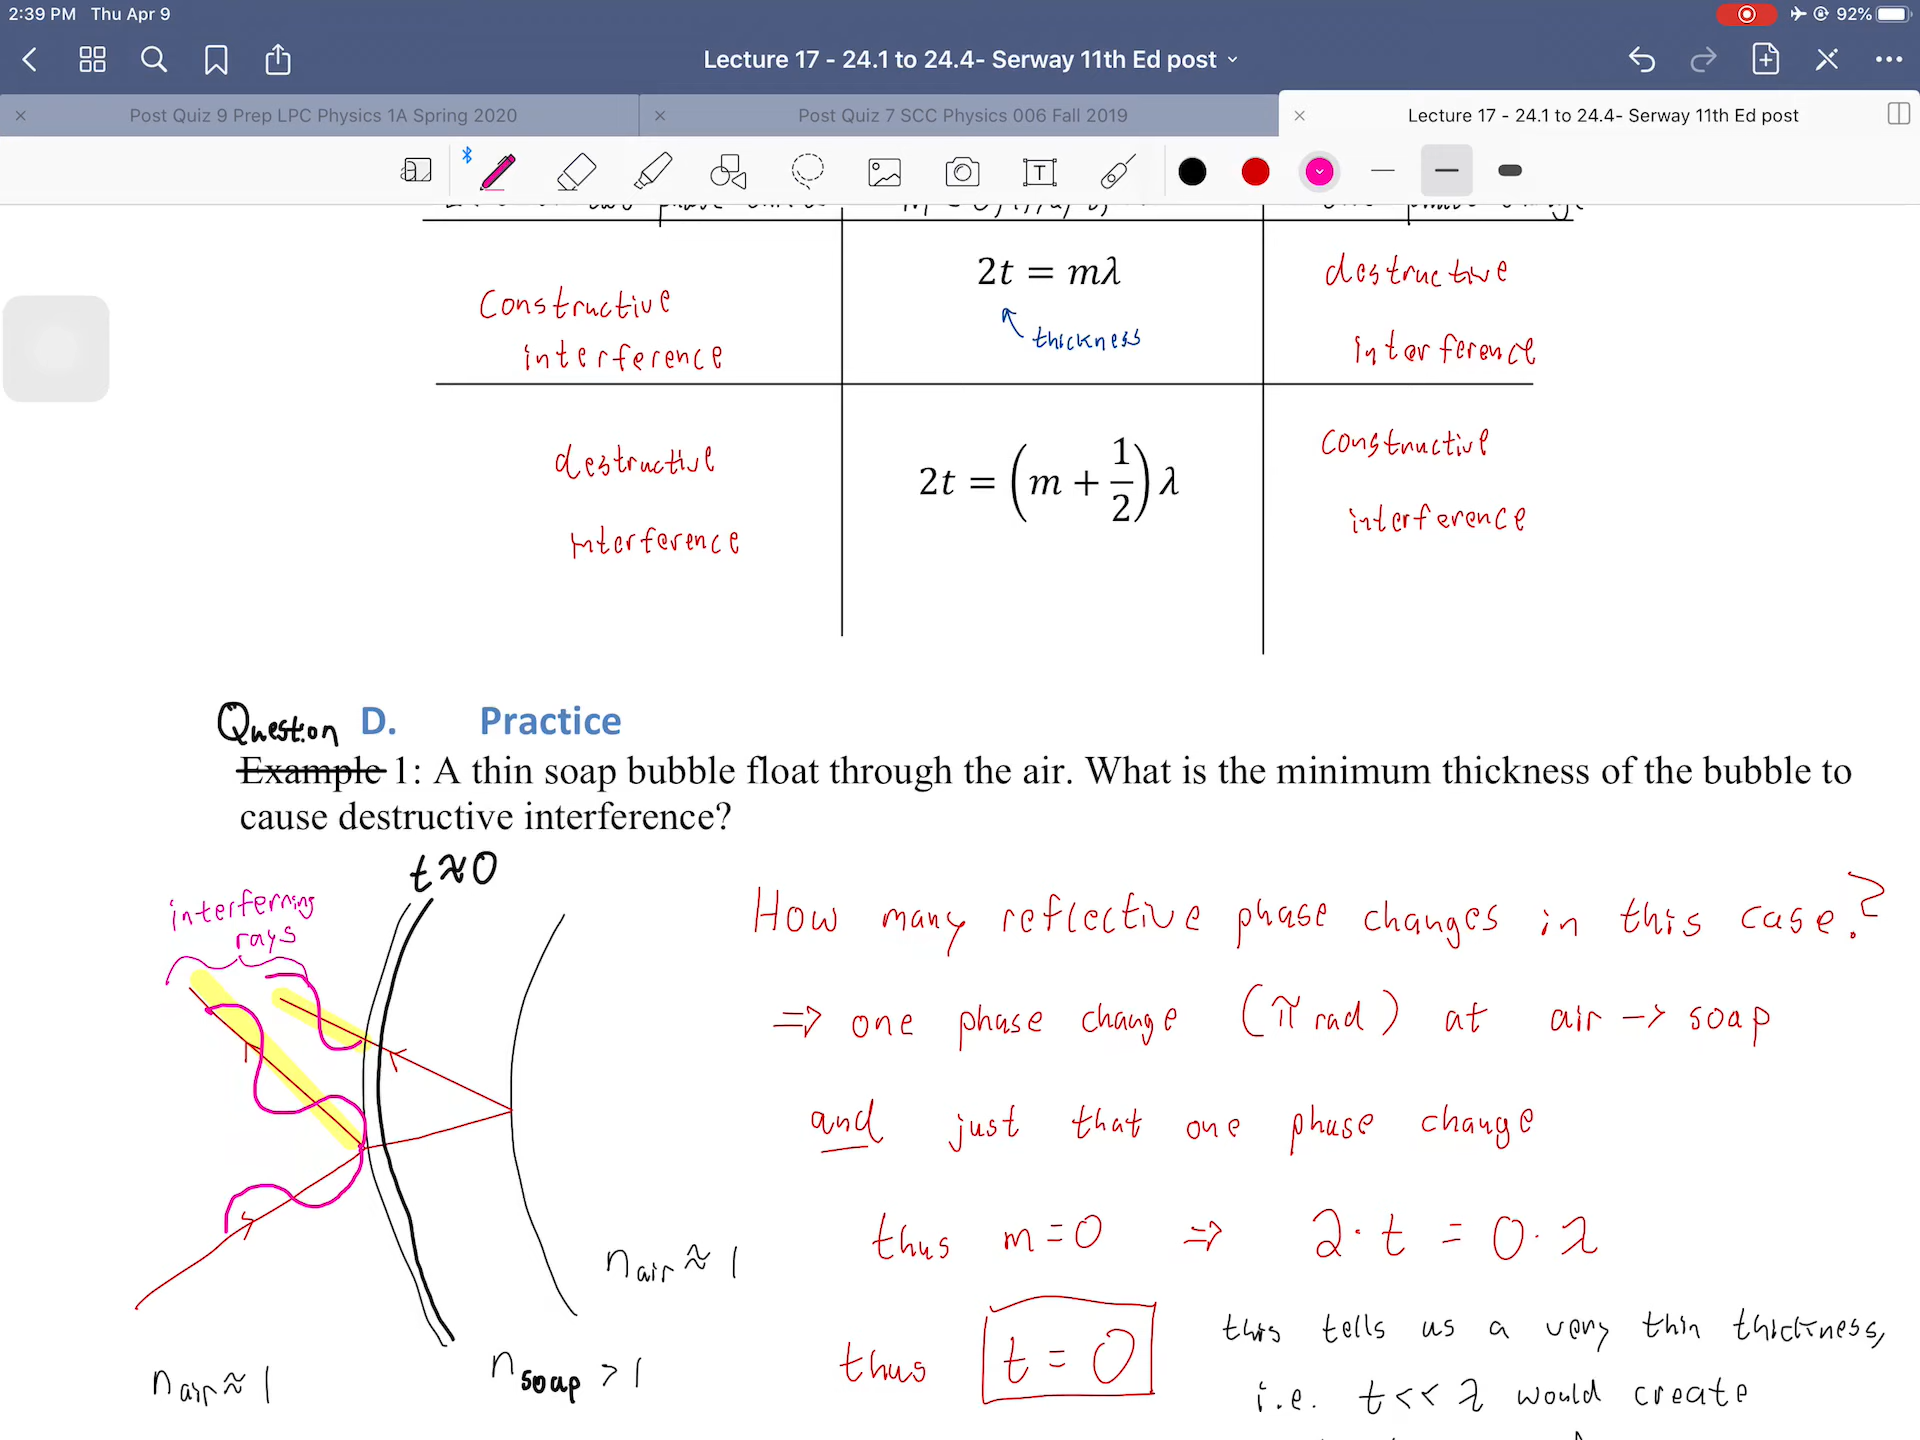 2:39 PM Thu Apr 9
92%
Lecture 17 - 24.1 to 24.4- Serway 11th Ed post
Post Quiz 9 Prep LPC Physics 1A Spring 2020
Post Quiz 7 SCC Physics 006 Fall 2019
Lecture 17 - 24.1 to 24.4- Serway 11th Ed post
Constructive
interference
2t = mλ
thickness
destructive
interference
destructive
interference
2t = (m + 1/2) λ
constructive
interference
Question D. Practice
Example 1: A thin soap bubble float through the air. What is the minimum thickness of the bubble to
cause destructive interference?
t≈0
interferring
rays
n air ≈ 1
n soap > 1
n air ≈ 1
How many reflective phase changes in this case?
⇒ one phase change (π rad) at air → soap
and just that one phase change
thus m=0 ⇒ 2·t = 0·λ
thus t = 0
this tells us a very thin thickness,
i.e. t<<λ would create